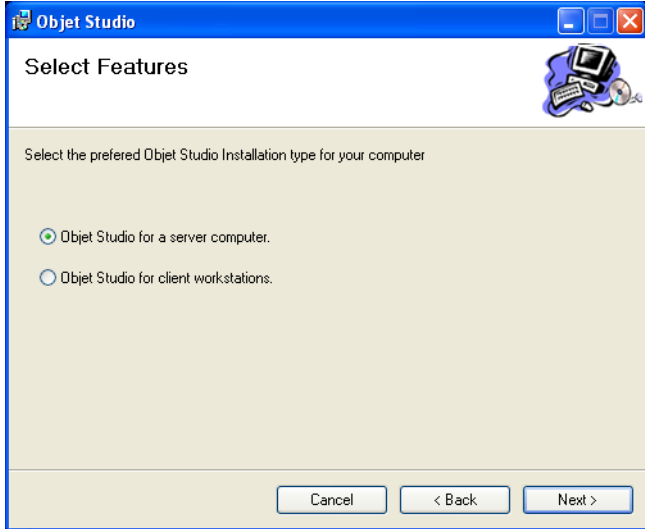 Objet Studio
Select Features
Select the prefered Objet Studio Installation type for your computer
Objet Studio for a server computer.
Objet Studio for client workstations.
Cancel
< Back
Next >